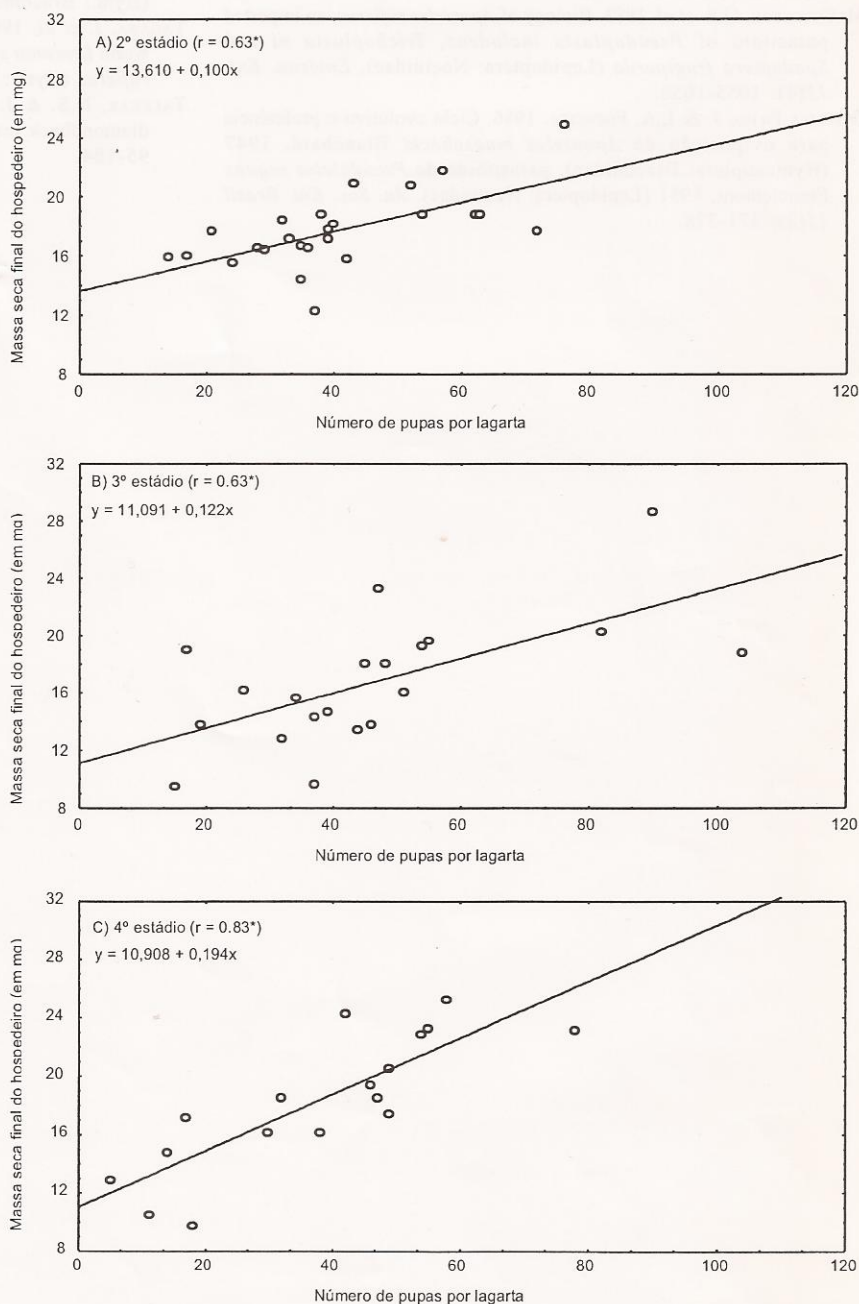 A) 2º estádio (r = 0.63*)
y = 13,610 + 0,100x
Massa seca final do hospedeiro (em mg)
32
28
24
20
16
12
8
0 20 40 60 80 100 120
Número de pupas por lagarta
B) 3º estádio (r = 0.63*)
y = 11,091 + 0,122x
Massa seca final do hospedeiro (em mg)
32
28
24
20
16
12
8
0 20 40 60 80 100 120
Número de pupas por lagarta
C) 4º estádio (r = 0.83*)
y = 10,908 + 0,194x
Massa seca final do hospedeiro (em mg)
32
28
24
20
16
12
8
0 20 40 60 80 100 120
Número de pupas por lagarta